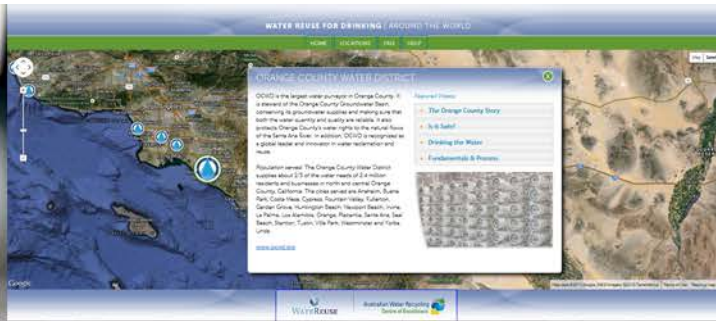 WATER REUSE FOR DRINKING | AROUND THE WORLD
HOME LOCATIONS FAQ HELP
ORANGE COUNTY WATER DISTRICT
OCWD is the largest water purveyor in Orange County. It
is steward of the Orange County Groundwater Basin,
conserving its groundwater supplies and making sure that
both the water quantity and quality are reliable. It also
protects Orange County's water rights to the natural flows
of the Santa Ana River. In addition, OCWD is recognized as
a global leader and innovator in water reclamation and
reuse.
Population served: The Orange County Water District
supplies about 2/3 of the water needs of 2.4 million
residents and businesses in north and central Orange
County, California. The cities served are Anaheim, Buena
Park, Costa Mesa, Cypress, Fountain Valley, Fullerton,
Garden Grove, Huntington Beach, Newport Beach, Irvine,
La Palma, Los Alamitos, Orange, Placentia, Santa Ana, Seal
Beach, Stanton, Tustin, Villa Park, Westminster and Yorba
Linda.
www.ocwd.org
Featured Videos:
The Orange County Story
Is it Safe?
Drinking the Water
Fundamentals & Process
Map
Google
WATEREUSE
Australian Water Recycling
Centre of Excellence